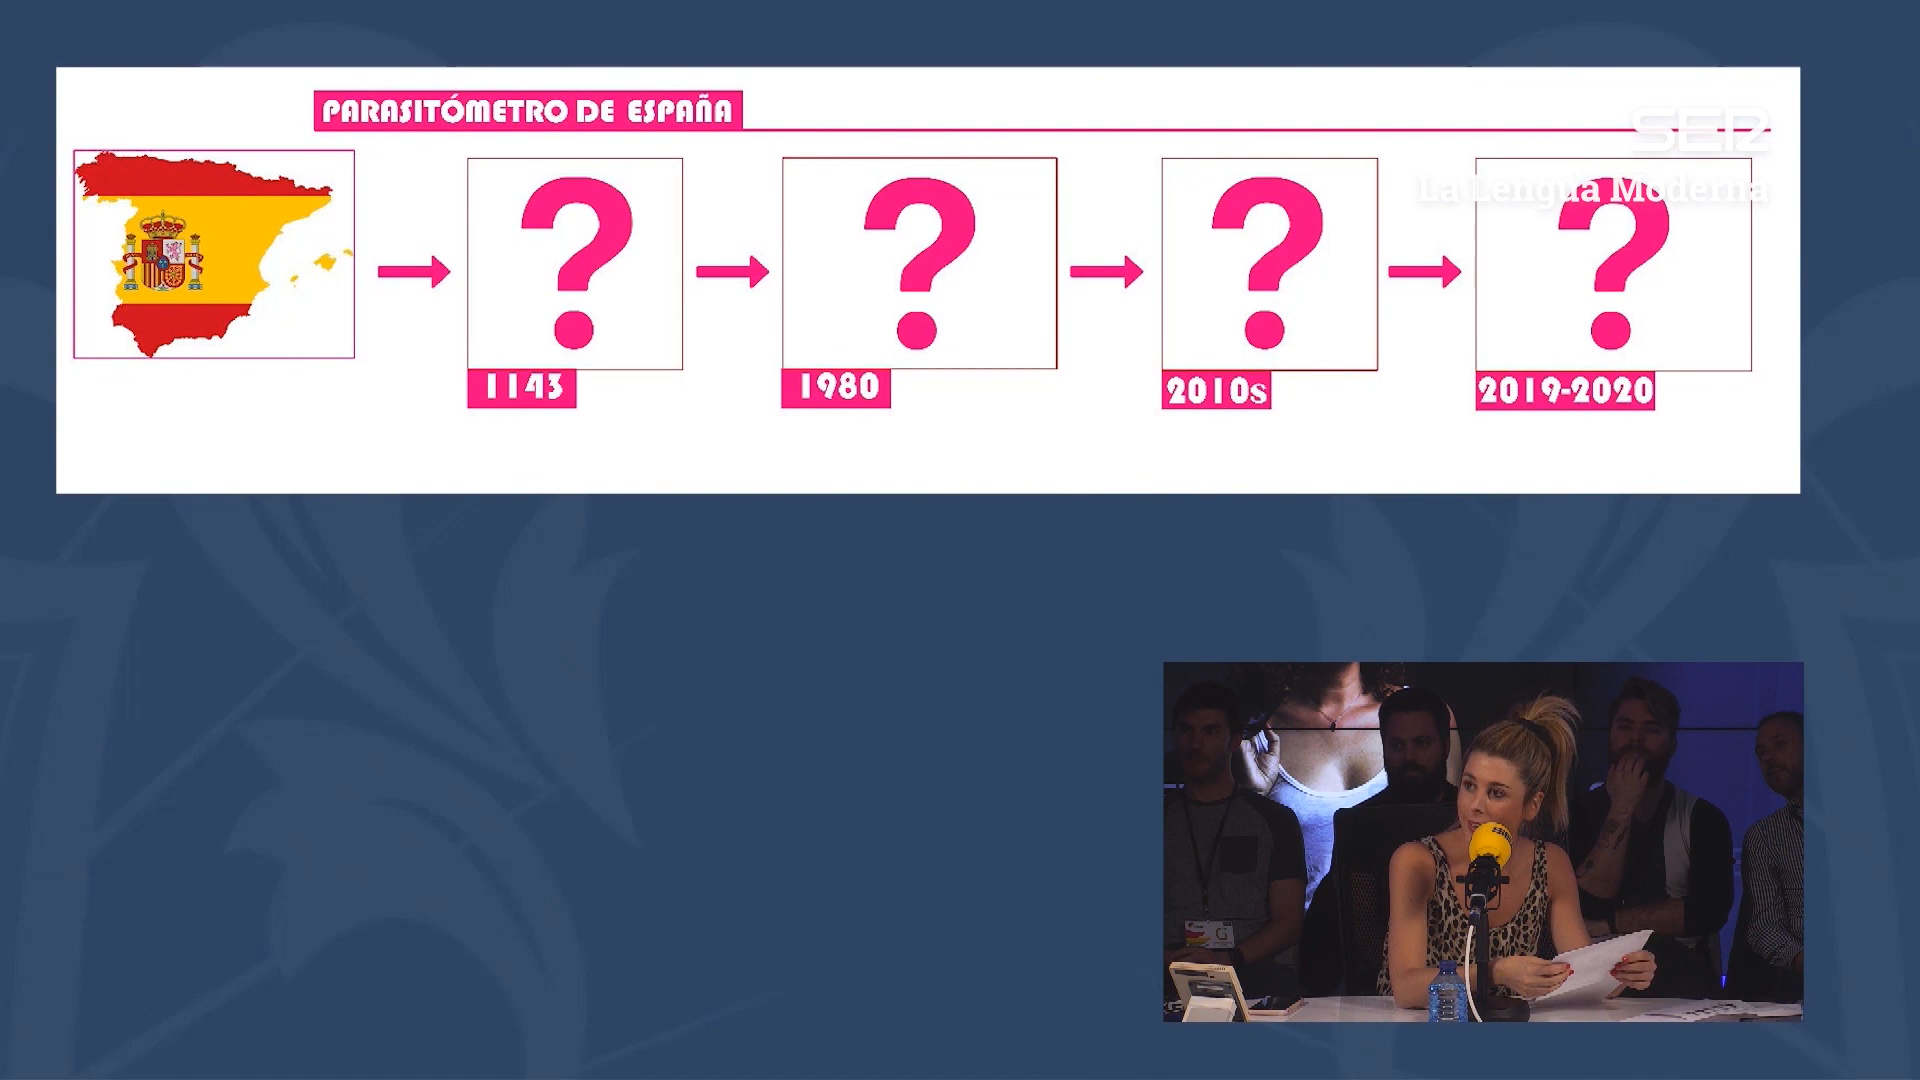 PARASITÓMETRO DE ESPAÑA
SER
La Lengua Moderna
?
?
?
?
1143
1980
2010s
2019-2020